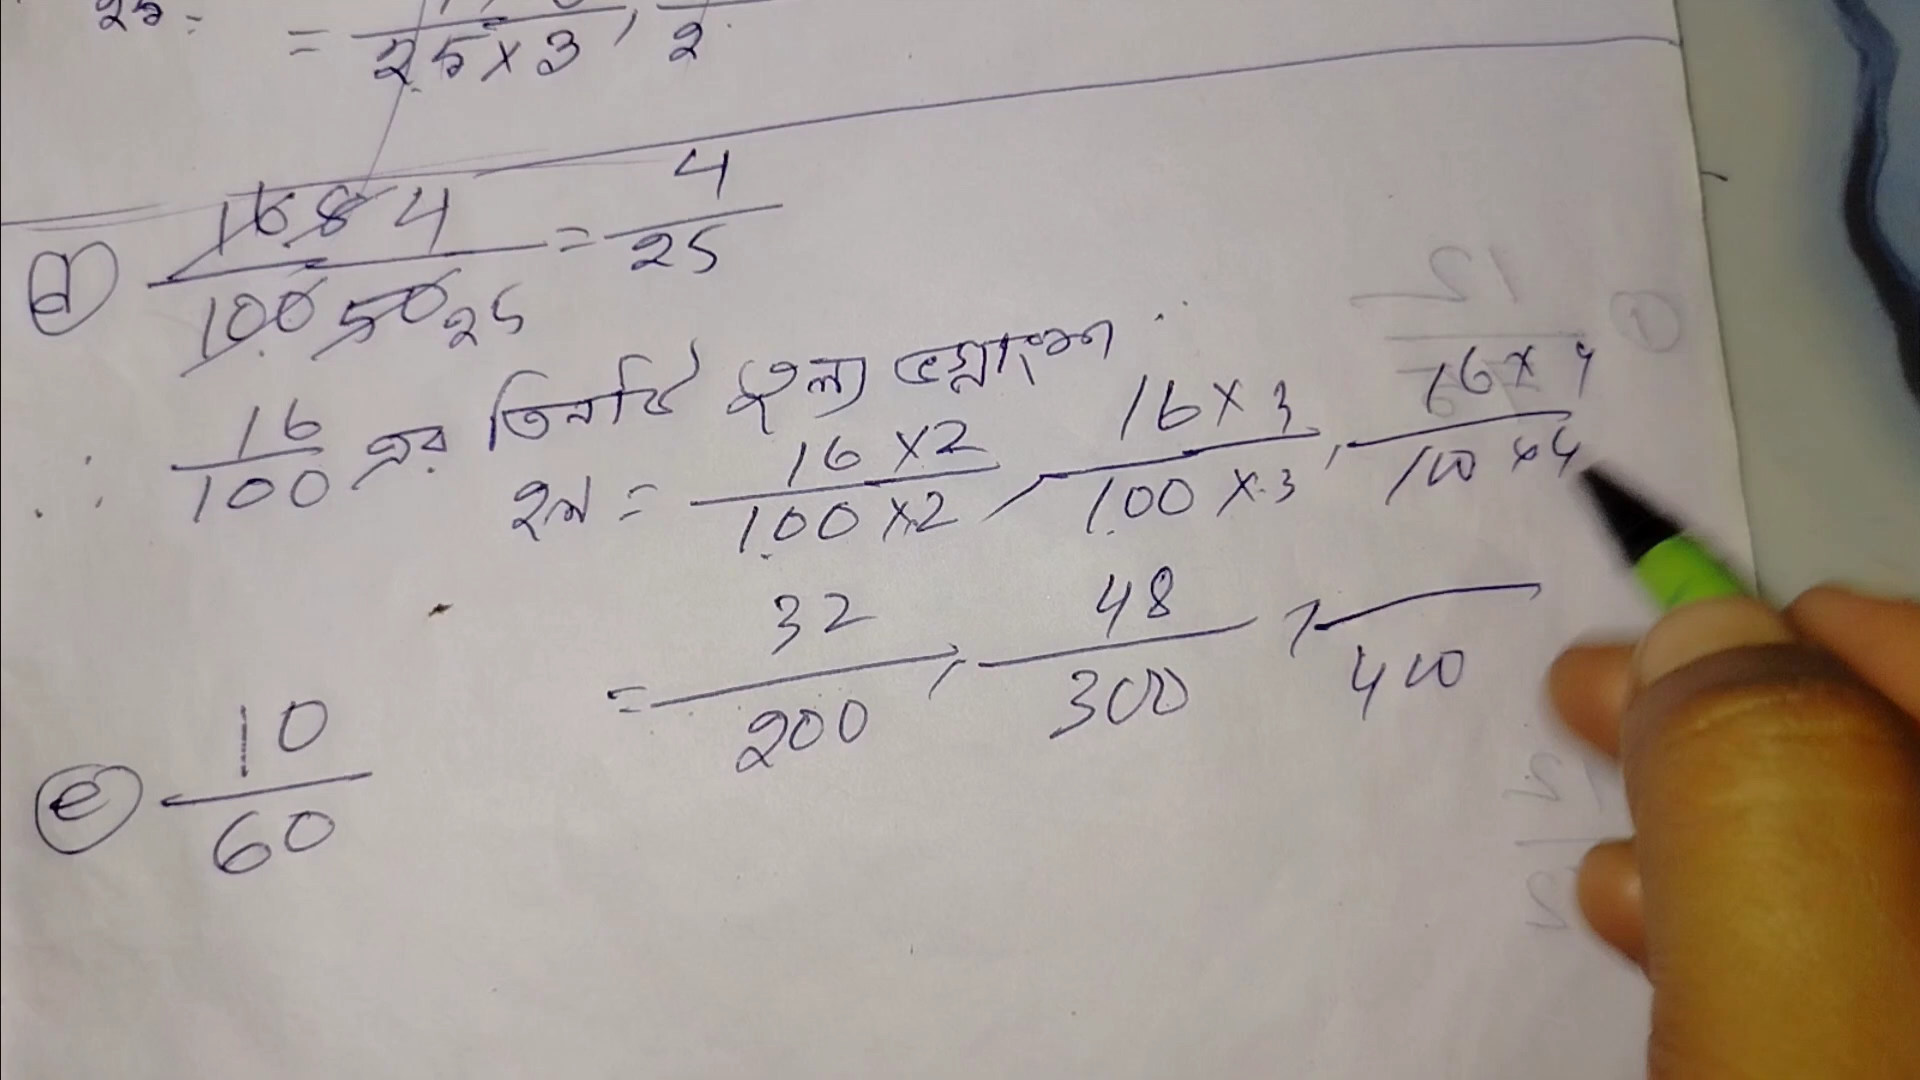 = 25 × 3 , 2
(d) 16 8 4 / 100 50 25 = 4 / 25
∴ 16 / 100 এর তিনটি তুল্য ভগ্নাংশ
হল = 16 × 2 / 100 × 2 , 16 × 3 / 100 × 3 , 16 × 4 / 100 × 4
= 32 / 200 , 48 / 300 , / 400
(e) 10 / 60